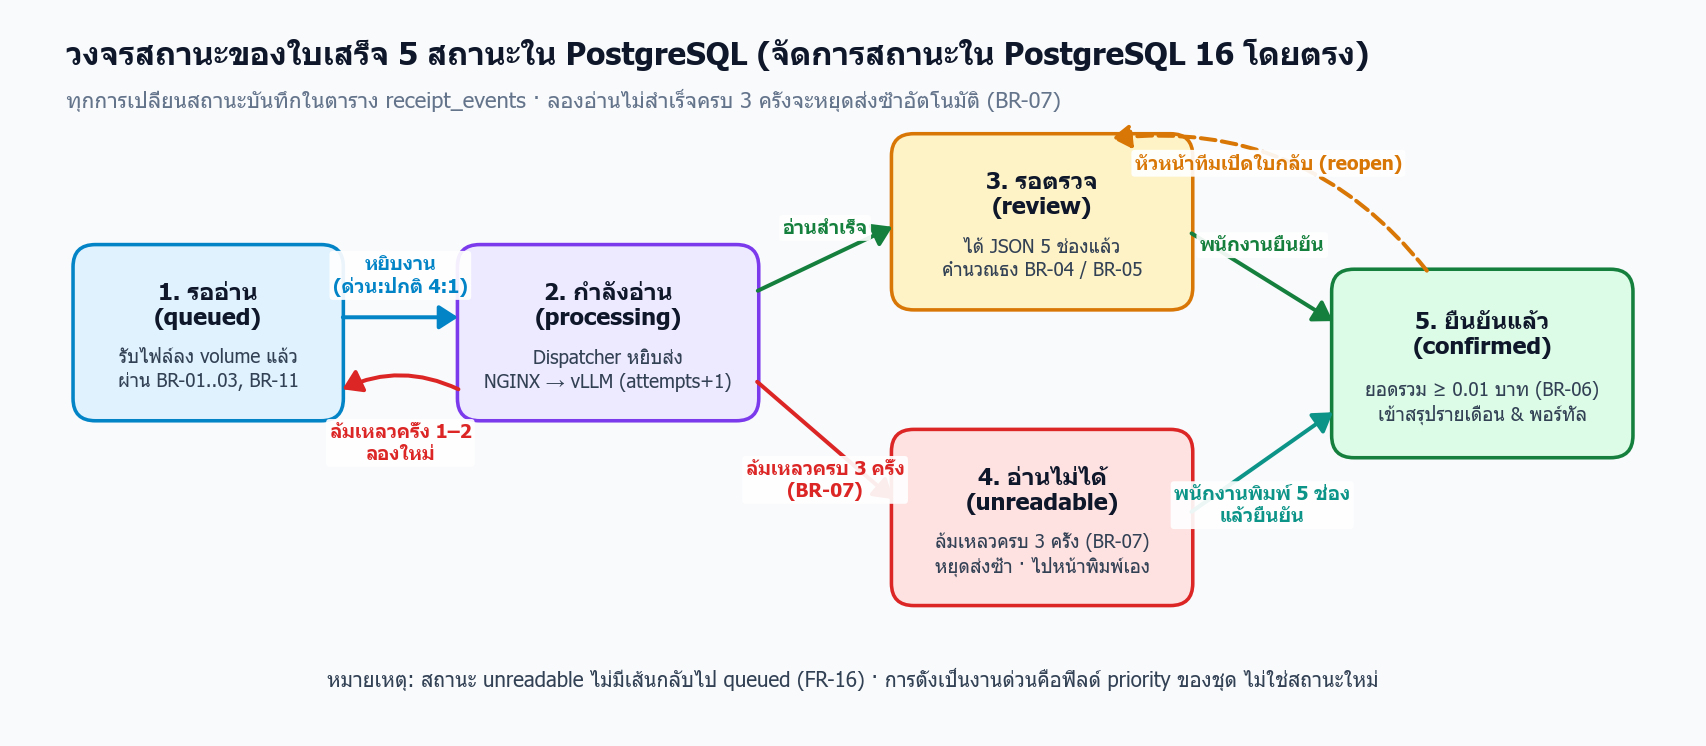 วงจรสถานะของใบเสร็จ 5 สถานะใน PostgreSQL (จัดการสถานะใน PostgreSQL 16 โดยตรง)
ทุกการเปลี่ยนสถานะบันทึกในตาราง receipt_events · ลองอ่านไม่สำเร็จครบ 3 ครั้งจะหยุดส่งซ้ำอัตโนมัติ (BR-07)
1. รออ่าน
(queued)
รับไฟล์ลง volume แล้ว
ผ่าน BR-01..03, BR-11
หยิบงาน
(ด่วน:ปกติ 4:1)
ล้มเหลวครั้ง 1–2
ลองใหม่
2. กำลังอ่าน
(processing)
Dispatcher หยิบส่ง
NGINX → vLLM (attempts+1)
อ่านสำเร็จ
ล้มเหลวครบ 3 ครั้ง
(BR-07)
3. รอตรวจ
(review)
ได้ JSON 5 ช่องแล้ว
คำนวณธง BR-04 / BR-05
หัวหน้าทีมเปิดใบกลับ (reopen)
พนักงานยืนยัน
4. อ่านไม่ได้
(unreadable)
ล้มเหลวครบ 3 ครั้ง (BR-07)
หยุดส่งซ้ำ · ไปหน้าพิมพ์เอง
พนักงานพิมพ์ 5 ช่อง
แล้วยืนยัน
5. ยืนยันแล้ว
(confirmed)
ยอดรวม ≥ 0.01 บาท (BR-06)
เข้าสรุปรายเดือน & พอร์ทัล
หมายเหตุ: สถานะ unreadable ไม่มีเส้นกลับไป queued (FR-16) · การตั้งเป็นงานด่วนคือฟิลด์ priority ของชุด ไม่ใช่สถานะใหม่